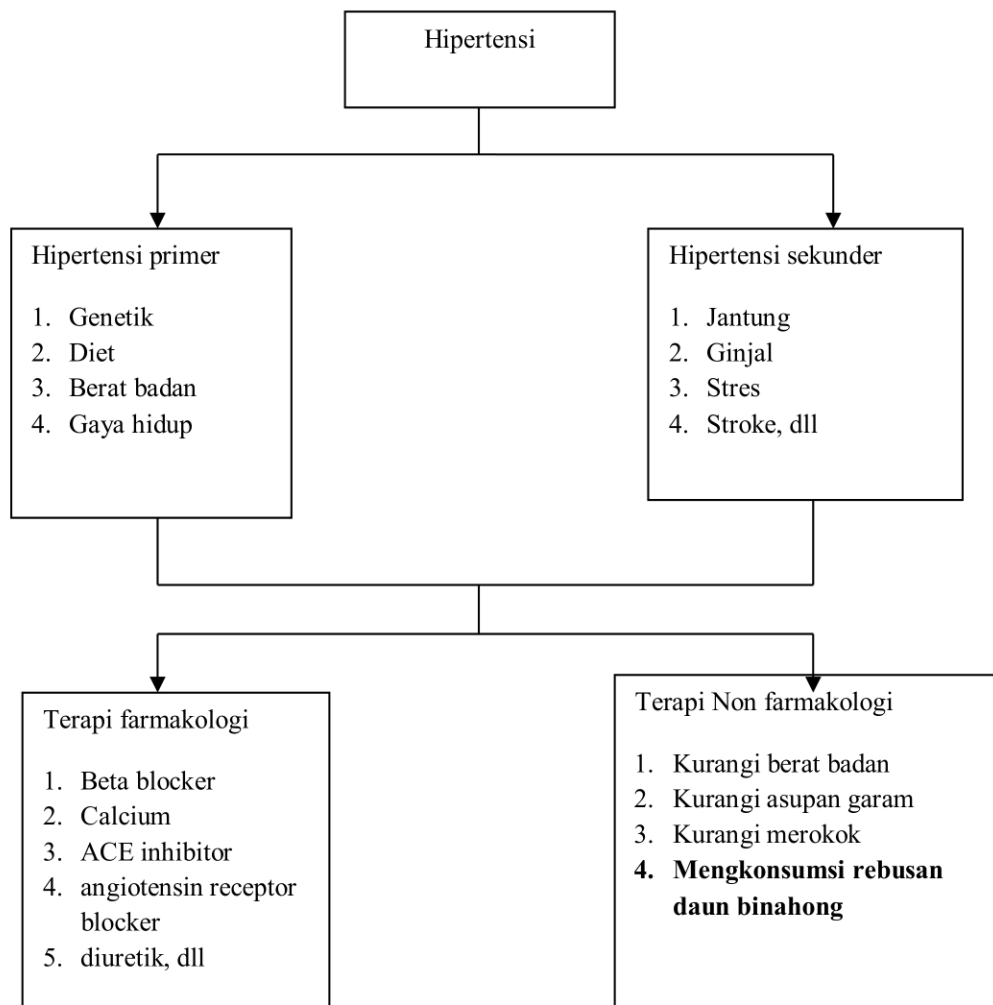 Hipertensi
Hipertensi primer
1. Genetik
2. Diet
3. Berat badan
4. Gaya hidup
Hipertensi sekunder
1. Jantung
2. Ginjal
3. Stres
4. Stroke, dll
Terapi farmakologi
1. Beta blocker
2. Calcium
3. ACE inhibitor
4. angiotensin receptor
blocker
5. diuretik, dll
Terapi Non farmakologi
1. Kurangi berat badan
2. Kurangi asupan garam
3. Kurangi merokok
4. Mengkonsumsi rebusan
daun binahong